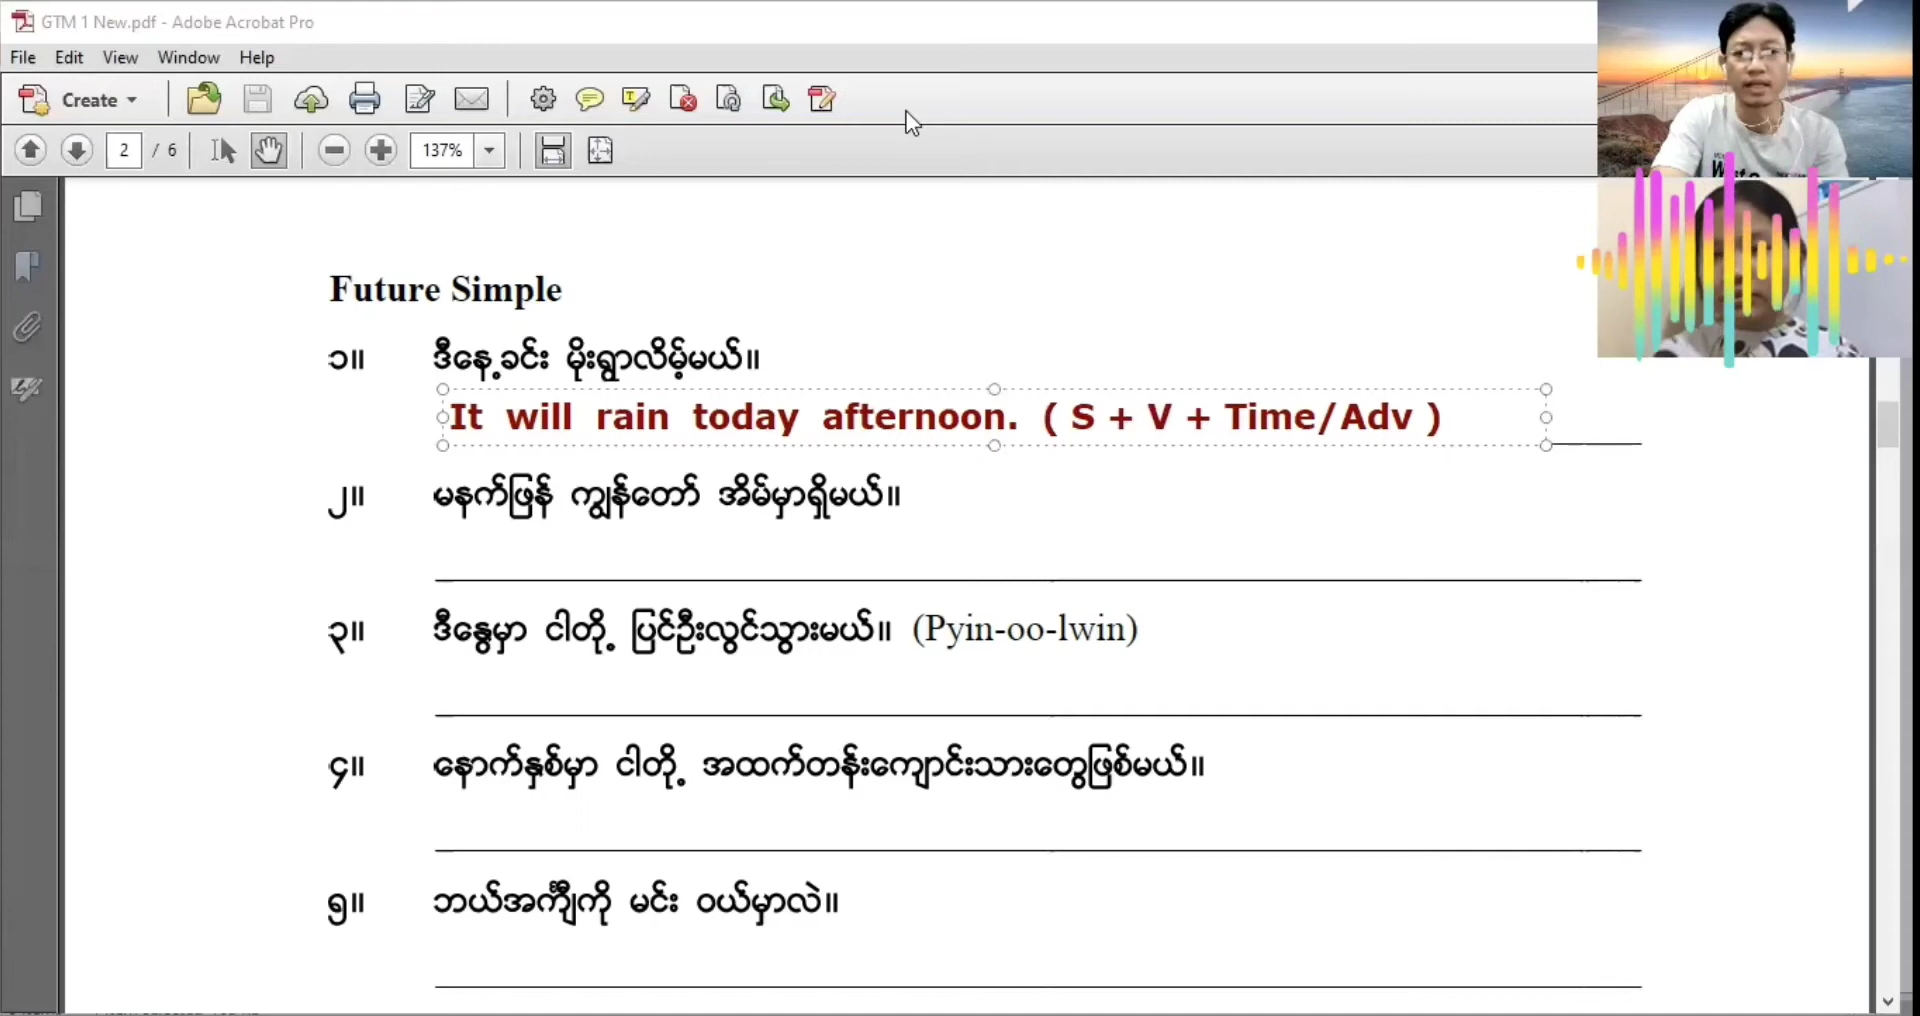 GTM 1 New.pdf - Adobe Acrobat Pro
File Edit View Window Help
Create
2 / 6 137%
Future Simple
၁။ ဒီနေ့ခင်း မိုးရွာလိမ့်မယ်။
It will rain today afternoon. ( S + V + Time/Adv )
၂။ မနက်ဖြန် ကျွန်တော် အိမ်မှာရှိမယ်။
၃။ ဒီနွေမှာ ငါတို့ ပြင်ဦးလွင်သွားမယ်။ (Pyin-oo-lwin)
၄။ နောက်နှစ်မှာ ငါတို့ အထက်တန်းကျောင်းသားတွေဖြစ်မယ်။
၅။ ဘယ်အင်္ကျီကို မင်း ဝယ်မှာလဲ။